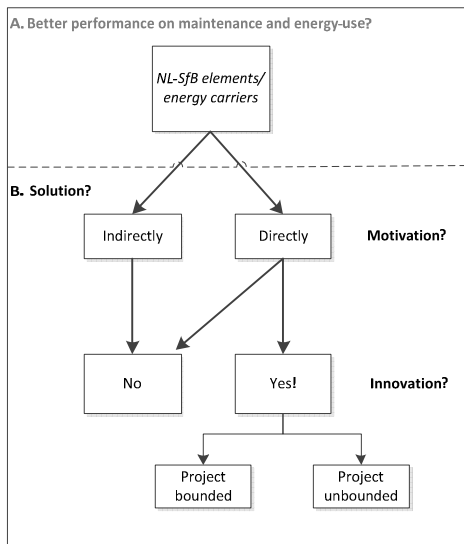 A. Better performance on maintenance and energy-use?
NL-SfB elements/
energy carriers
B. Solution?
Indirectly
Directly
Motivation?
No
Yes!
Innovation?
Project
bounded
Project
unbounded